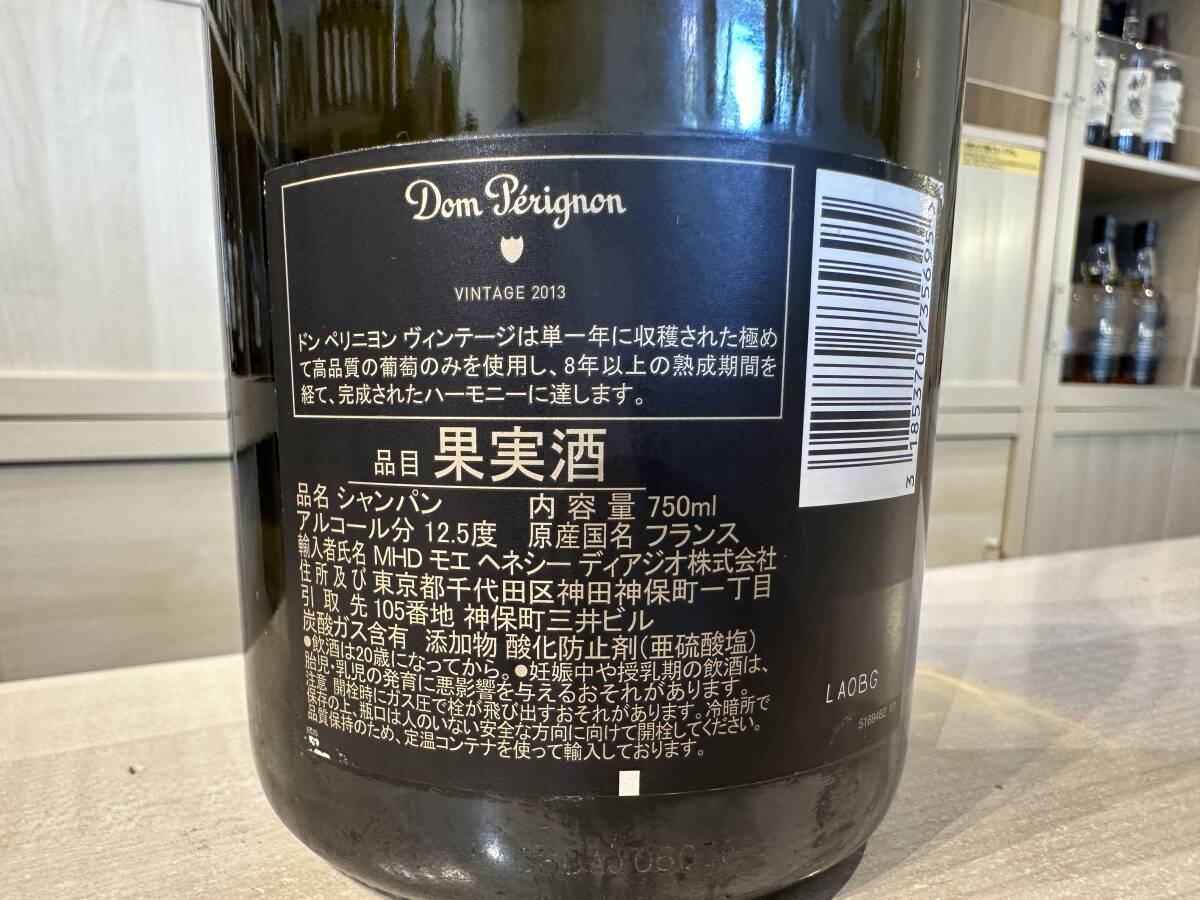 Dom Pérignon
VINTAGE 2013
ドン ペリニヨン ヴィンテージは単一年に収穫された極め
て高品質の葡萄のみを使用し、8年以上の熟成期間を
経て、完成されたハーモニーに達します。
品目 果実酒
品名 シャンパン 内容量 750ml
アルコール分 12.5度 原産国名 フランス
輸入者氏名 MHD モエ ヘネシー ディアジオ株式会社
住所及び 東京都千代田区神田神保町一丁目
引取先 105番地 神保町三井ビル
炭酸ガス含有 添加物 酸化防止剤(亜硫酸塩)
●飲酒は20歳になってから。●妊娠中や授乳期の飲酒は、
胎児・乳児の発育に悪影響を与えるおそれがあります。
注意 開栓時にガス圧で栓が飛び出すおそれがあります。冷暗所で
保存の上、瓶口は人のいない安全な方向に向けて開栓してください。
品質保持のため、定温コンテナを使って輸入しております。
3 185370 735695
LA0BG